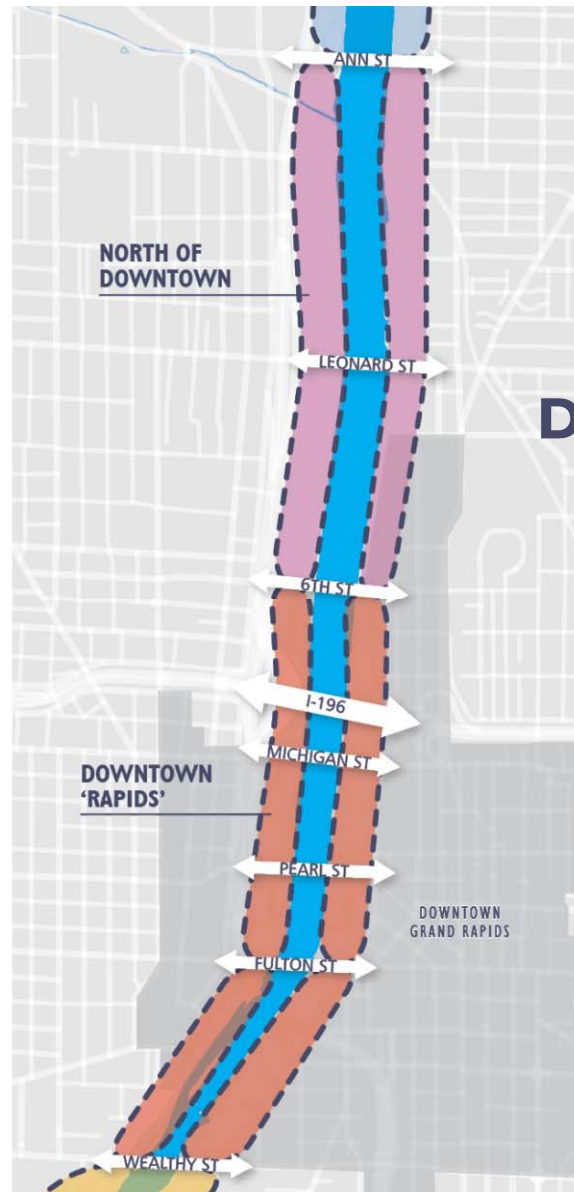 ANN ST
NORTH OF
DOWNTOWN
LEONARD ST
D
6TH ST
I-196
MICHIGAN ST
DOWNTOWN
'RAPIDS'
PEARL ST
DOWNTOWN
GRAND RAPIDS
FULTON ST
WEALTHY ST